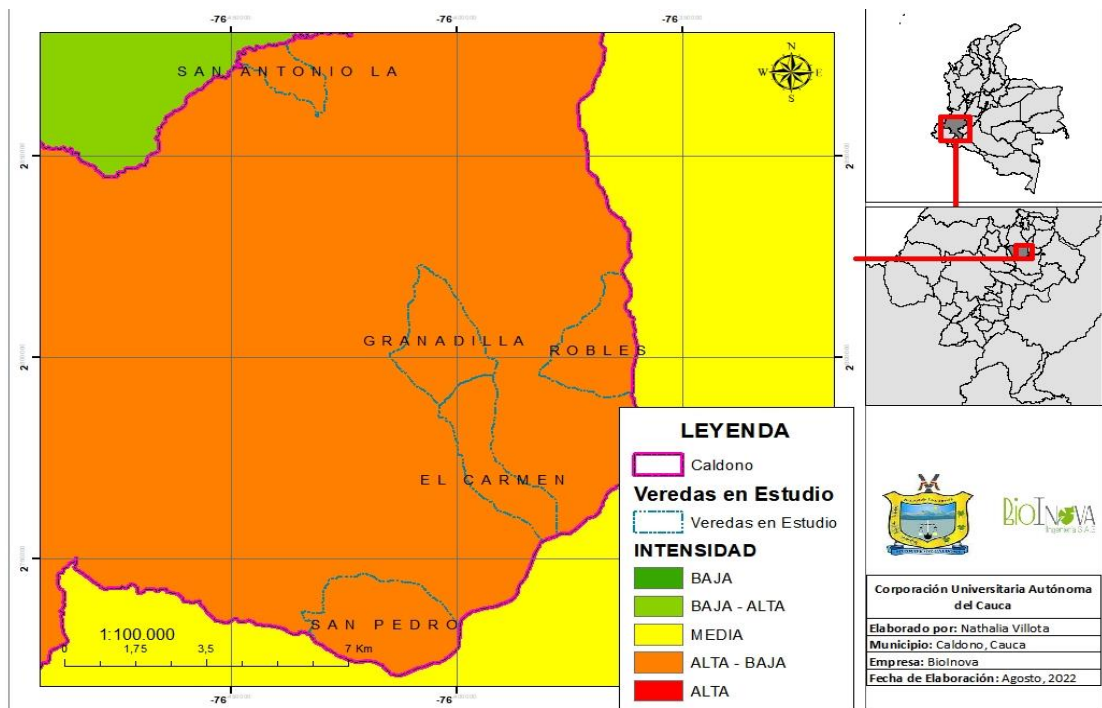 -76
-76
-76
SAN ANTONIO LA
N
W E
S
2
2
2
GRANADILLA
ROBLES
EL CARMEN
SAN PEDRO
1:100.000
0 1,75 3,5 7 Km
-76
-76
-76
LEYENDA
Caldono
Veredas en Estudio
Veredas en Estudio
INTENSIDAD
BAJA
BAJA - ALTA
MEDIA
ALTA - BAJA
ALTA
BioInova
Ingeniería S.A.S
Corporación Universitaria Autónoma
del Cauca
Elaborado por: Nathalia Villota
Municipio: Caldono, Cauca
Empresa: BioInova
Fecha de Elaboración: Agosto, 2022